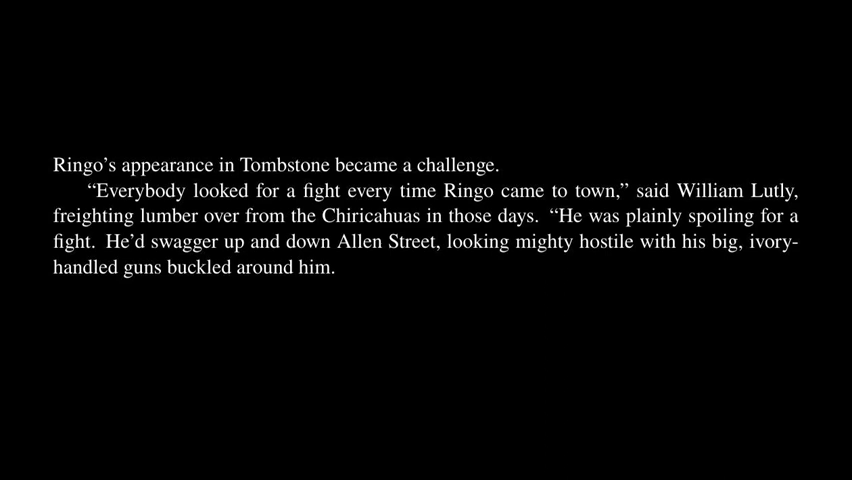 Ringo’s appearance in Tombstone became a challenge.
“Everybody looked for a fight every time Ringo came to town,” said William Lutly,
freighting lumber over from the Chiricahuas in those days. “He was plainly spoiling for a
fight. He’d swagger up and down Allen Street, looking mighty hostile with his big, ivory-
handled guns buckled around him.